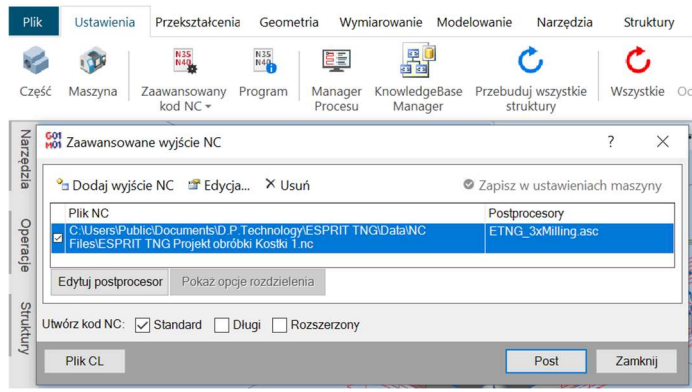 Plik Ustawienia Przekształcenia Geometria Wymiarowanie Modelowanie Narzędzia Struktury
N35 N35
N40 N40
Część Maszyna Zaawansowany Program Manager KnowledgeBase Przebuduj wszystkie Wszystkie Od
kod NC Procesu Manager struktury
Narzędzia
Operacje
Struktury
G01
M01 Zaawansowane wyjście NC ?
Dodaj wyjście NC Edycja... Usuń Zapisz w ustawieniach maszyny
Plik NC Postprocesory
C:\Users\Public\Documents\D.P.Technology\ESPRIT TNG\Data\NC ETNG_3xMilling.asc
Files\ESPRIT TNG Projekt obróbki Kostki 1.nc
Edytuj postprocesor Pokaż opcje rozdzielenia
Utwórz kod NC: Standard Długi Rozszerzony
Plik CL Post Zamknij